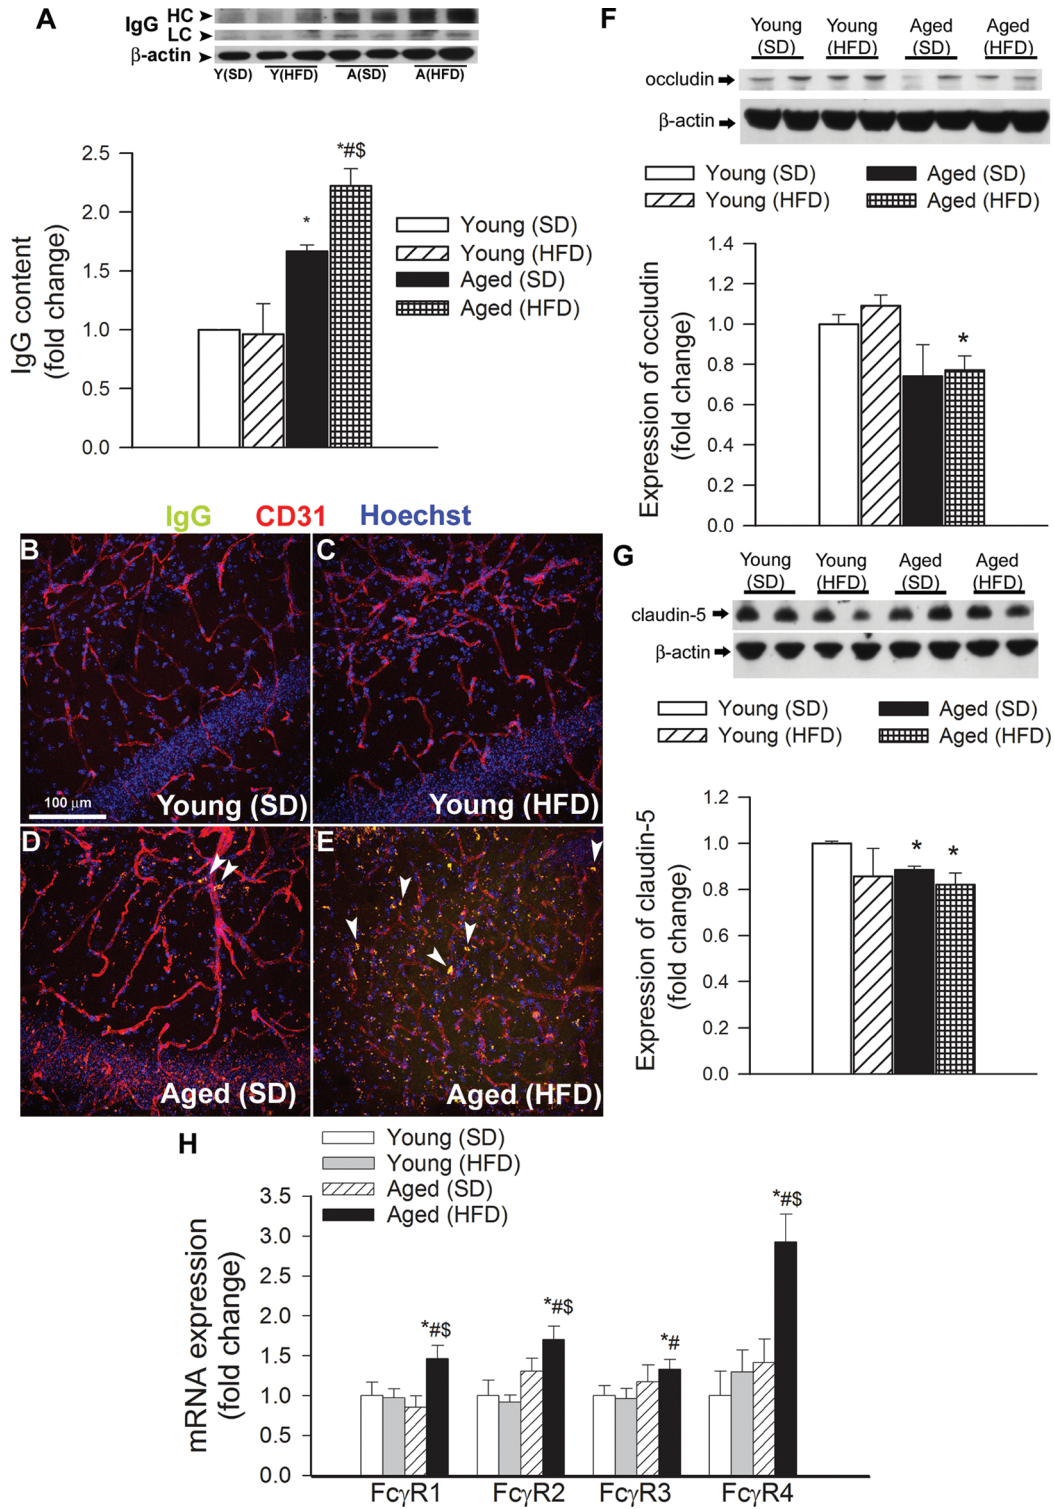 A
IgG
HC
LC
β-actin
Y(SD) Y(HFD) A(SD) A(HFD)
2.5
2.0
1.5
1.0
0.5
0.0
IgG content
(fold change)
*
*#$
Young (SD)
Young (HFD)
Aged (SD)
Aged (HFD)
IgG CD31 Hoechst
B
Young (SD)
100 μm
C
Young (HFD)
D
Aged (SD)
E
Aged (HFD)
F
Young Young Aged Aged
(SD) (HFD) (SD) (HFD)
occludin
β-actin
Young (SD) Aged (SD)
Young (HFD) Aged (HFD)
1.4
1.2
1.0
0.8
0.6
0.4
0.2
0.0
Expression of occludin
(fold change)
*
G
Young Young Aged Aged
(SD) (HFD) (SD) (HFD)
claudin-5
β-actin
Young (SD) Aged (SD)
Young (HFD) Aged (HFD)
1.2
1.0
0.8
0.6
0.4
0.2
0.0
Expression of claudin-5
(fold change)
* *
H
Young (SD)
Young (HFD)
Aged (SD)
Aged (HFD)
3.5
3.0
2.5
2.0
1.5
1.0
0.5
0.0
mRNA expression
(fold change)
*#$ *#$ *# *#$
FcγR1 FcγR2 FcγR3 FcγR4